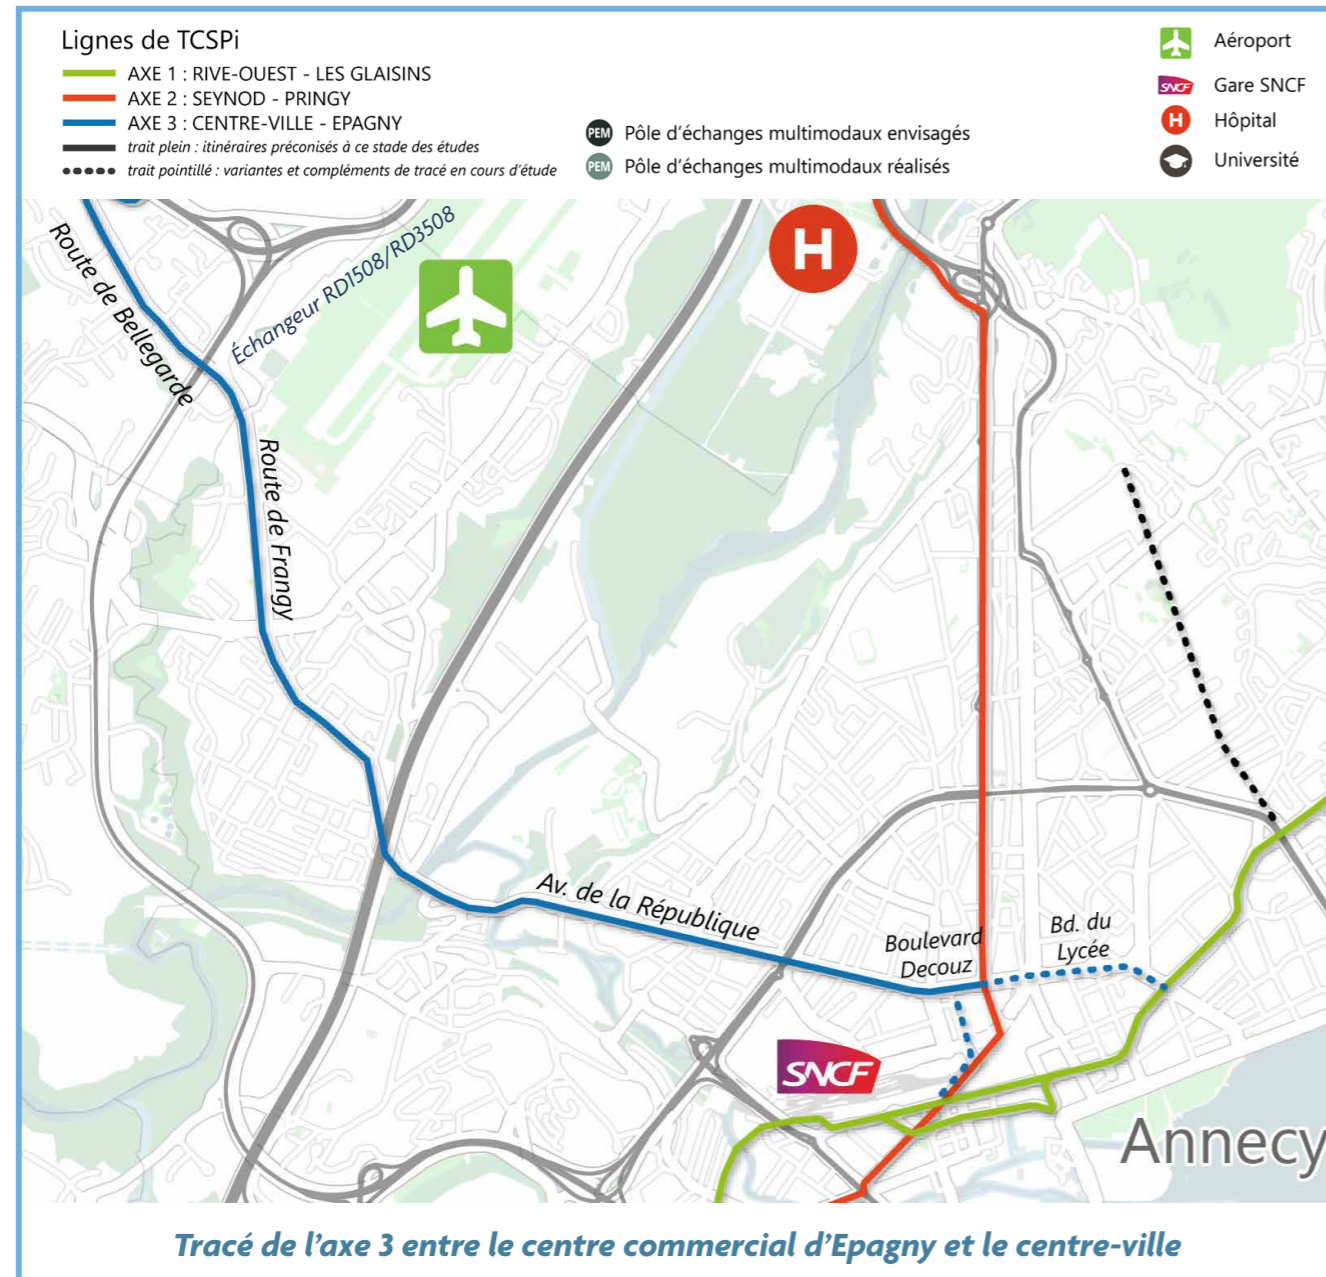 Lignes de TCSPi
AXE 1 : RIVE-OUEST - LES GLAISINS
AXE 2 : SEYNOD - PRINGY
AXE 3 : CENTRE-VILLE - EPAGNY
trait plein : itinéraires préconisés à ce stade des études
trait pointillé : variantes et compléments de tracé en cours d'étude
PEM Pôle d'échanges multimodaux envisagés
PEM Pôle d'échanges multimodaux réalisés
Aéroport
SNCF Gare SNCF
H Hôpital
Université
Route de Bellegarde
Échangeur RD1508/RD3508
H
Route de Frangy
Av. de la République
Boulevard
Decouz
Bd. du
Lycée
SNCF
Annecy
Tracé de l'axe 3 entre le centre commercial d'Epagny et le centre-ville